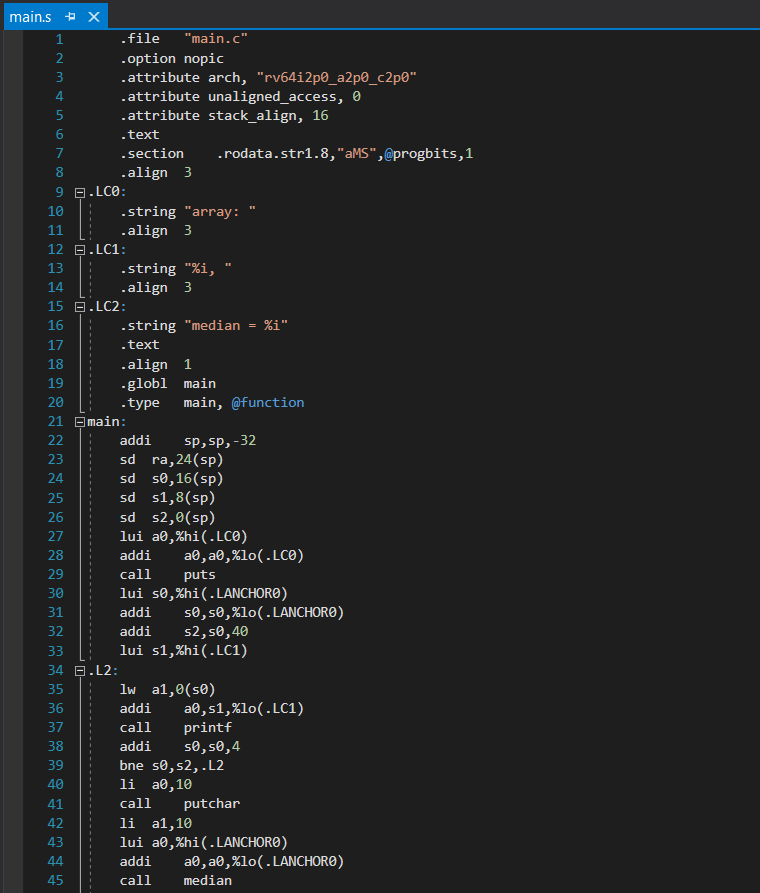 main.s
1 .file "main.c"
2 .option nopic
3 .attribute arch, "rv64i2p0_a2p0_c2p0"
4 .attribute unaligned_access, 0
5 .attribute stack_align, 16
6 .text
7 .section .rodata.str1.8,"aMS",@progbits,1
8 .align 3
9 .LC0:
10 .string "array: "
11 .align 3
12 .LC1:
13 .string "%i, "
14 .align 3
15 .LC2:
16 .string "median = %i"
17 .text
18 .align 1
19 .globl main
20 .type main, @function
21 main:
22 addi sp,sp,-32
23 sd ra,24(sp)
24 sd s0,16(sp)
25 sd s1,8(sp)
26 sd s2,0(sp)
27 lui a0,%hi(.LC0)
28 addi a0,a0,%lo(.LC0)
29 call puts
30 lui s0,%hi(.LANCHOR0)
31 addi s0,s0,%lo(.LANCHOR0)
32 addi s2,s0,40
33 lui s1,%hi(.LC1)
34 .L2:
35 lw a1,0(s0)
36 addi a0,s1,%lo(.LC1)
37 call printf
38 addi s0,s0,4
39 bne s0,s2,.L2
40 li a0,10
41 call putchar
42 li a1,10
43 lui a0,%hi(.LANCHOR0)
44 addi a0,a0,%lo(.LANCHOR0)
45 call median